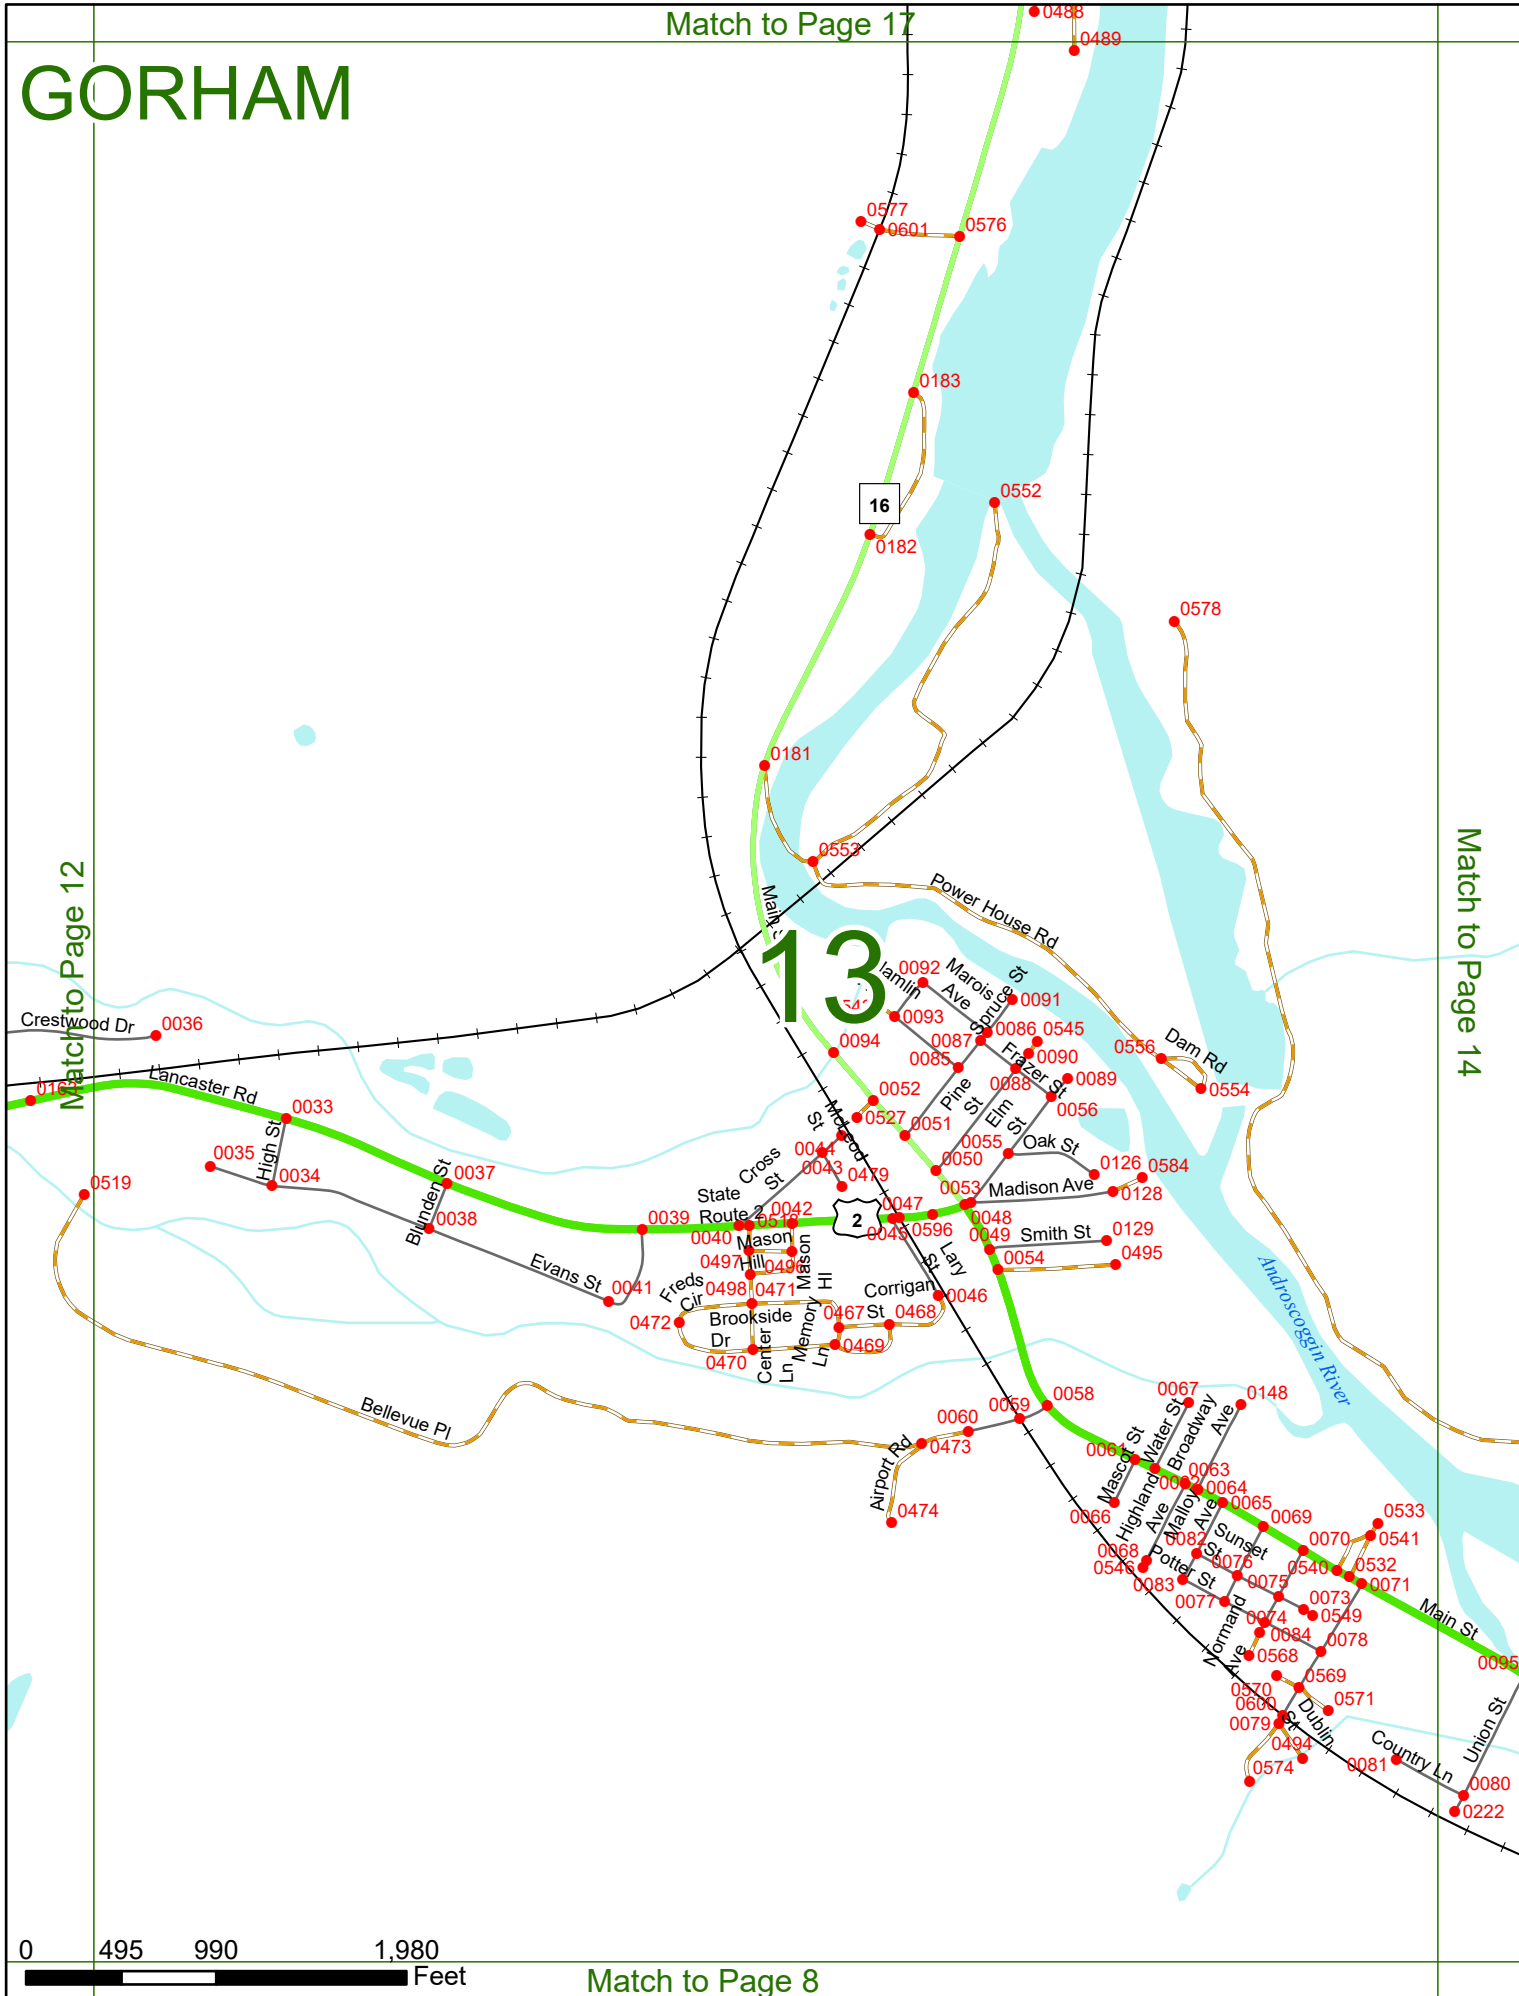 Match to Page 17
GORHAM
0488
0489
0577
0601
0576
0183
16
0182
0552
0578
0181
0553
Match to Page 12
Match to Page 14
Power House Rd
13
0092
Marois
Ave
Spruce St
0091
0093
0086
0545
0087
0085
0090
Frazer St
0088
0089
0056
0556
Dam Rd
0554
Crestwood Dr
0036
0094
Lancaster Rd
0033
0052
0527
0051
Pine St
Elm St
0055
Oak St
0126
0584
0128
0035
High St
0034
0519
Blunden St
0037
0038
McLeod St
0044
0043
Cross St
0479
0050
0053
Madison Ave
State Route 2
0042
0047
2
0045
0596
0048
0049
Smith St
0129
0495
0054
0039
0040
Mason Hill
0497
0496
Mason Hl
Lary St
Evans St
0041
Freds Cir
0498
0471
Corrigan St
0046
0472
Brookside Dr
0467
0468
Memory Ln
0469
0470
Center Ln
Androscoggin River
Bellevue Pl
0058
0059
0060
0473
Airport Rd
0474
0067
0148
Water St
Broadway Ave
Mascot St
0061
0063
0064
0065
0066
Highland Ave
Malloy Ave
0069
0533
0541
0070
Sunset St
0082
0068
0546
Potter St
0083
0076
0540
0532
0071
0075
0077
0073
0549
Normand Ave
0074
0084
0078
Main St
0568
0095
0569
0570
0571
0600
Dublin St
0079
0494
0574
Union St
0081
Country Ln
0080
0222
0 495 990 1,980
Feet
Match to Page 8